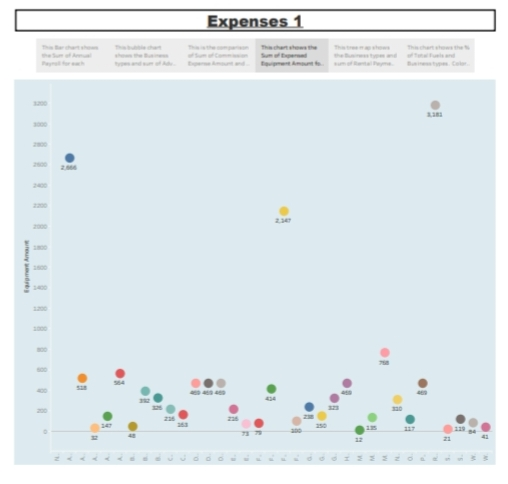 Expenses 1
This Bar chart shows
the Sum of Annual
Payroll for each
This bubble chart
shows the Business
types and sum of Adv..
This is the comparison
of Sum of Commission
Expense Amount and ..
This chart shows the
Sum of Expensed
Equipment Amount fo..
This tree map shows
the Business types and
sum of Rental Payme..
This chart shows the %
of Total Fuels and
Business types. Color..
Equipment Amount
3200
3000
2800
2600
2400
2200
2000
1800
1600
1400
1200
1000
800
600
400
200
0
3,181
2,666
2,147
768
564
518
469 469 469
469
469
414
392
326
323
310
238
216
216
163
150
147
135
119
117
100
84
79
73
48
41
32
21
12
N.. A.. A.. A.. A.. A.. B.. B.. B.. C.. C.. D.. D.. D.. E.. E.. F.. F.. F.. F.. G.. G.. G.. H.. M.. M.. M.. N.. O.. P.. R.. S.. S.. W.. W..